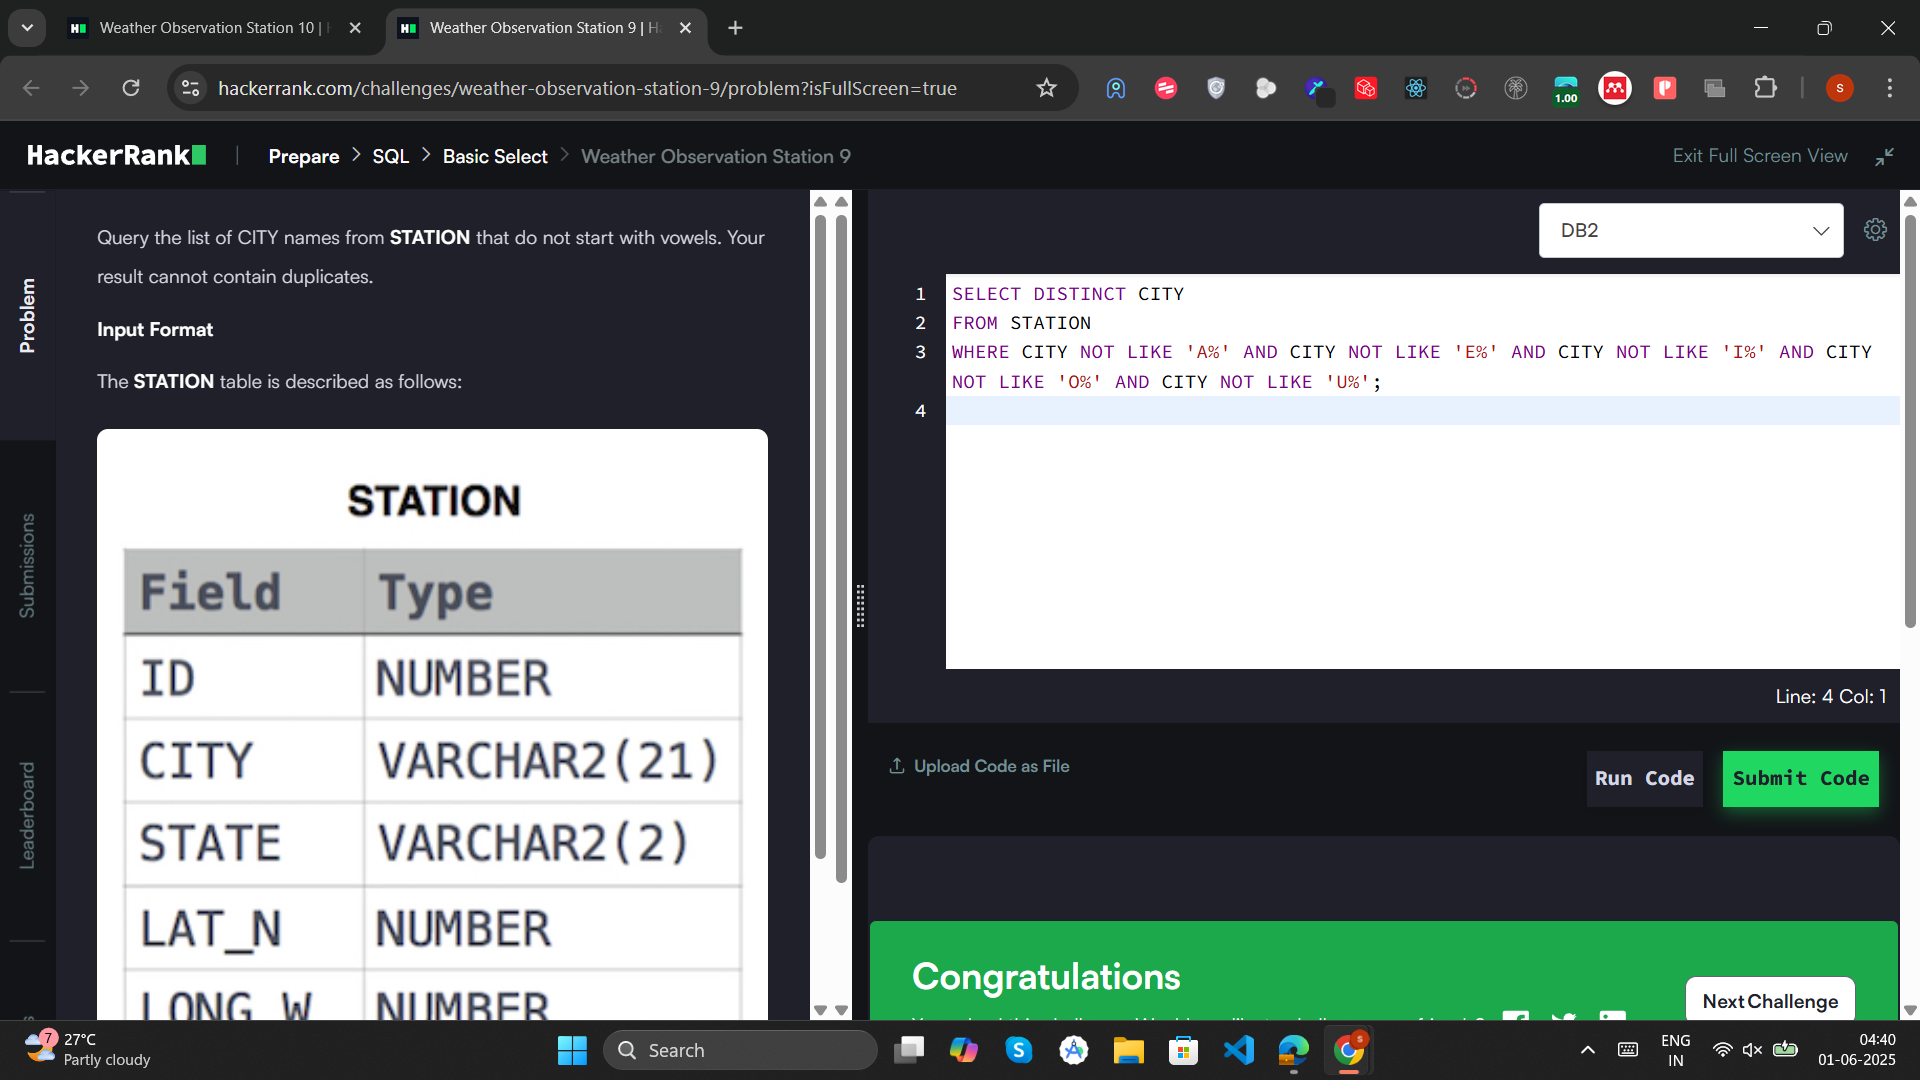 Weather Observation Station 10 | H
Weather Observation Station 9 | Ha
hackerrank.com/challenges/weather-observation-station-9/problem?isFullScreen=true
1.00
S
HackerRank
Prepare > SQL > Basic Select > Weather Observation Station 9
Exit Full Screen View
Problem
Submissions
Leaderboard
Query the list of CITY names from STATION that do not start with vowels. Your
result cannot contain duplicates.
Input Format
The STATION table is described as follows:
STATION
Field Type
ID NUMBER
CITY VARCHAR2(21)
STATE VARCHAR2(2)
LAT_N NUMBER
LONG_W NUMBER
DB2
1 SELECT DISTINCT CITY
2 FROM STATION
3 WHERE CITY NOT LIKE 'A%' AND CITY NOT LIKE 'E%' AND CITY NOT LIKE 'I%' AND CITY
NOT LIKE 'O%' AND CITY NOT LIKE 'U%';
4
Line: 4 Col: 1
Upload Code as File
Run Code
Submit Code
Congratulations
Next Challenge
7
27°C
Partly cloudy
Search
ENG
IN
04:40
01-06-2025